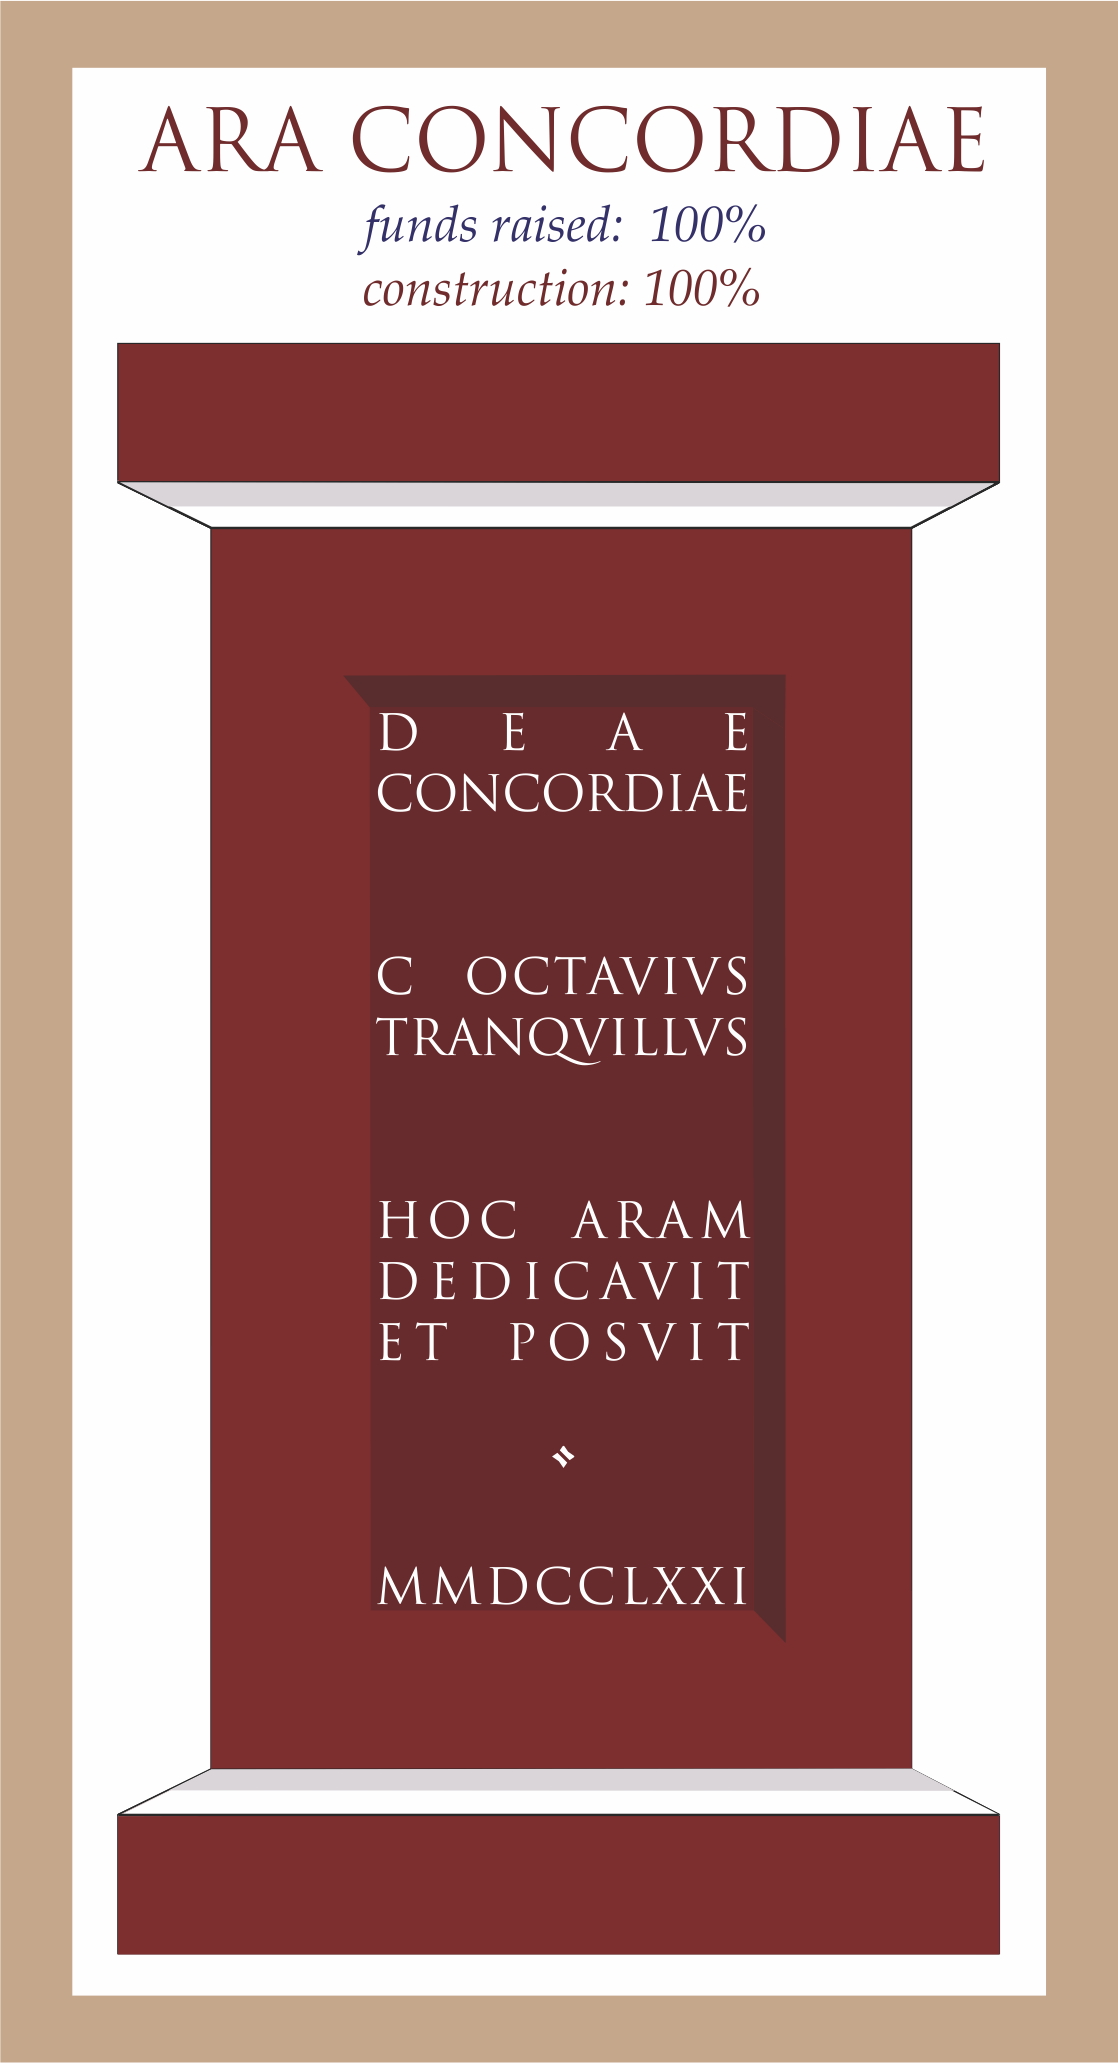 ARA CONCORDIAE
funds raised: 100%
construction: 100%
DEAE
CONCORDIAE
C OCTAVIVS
TRANQVILLVS
HOC ARAM
DEDICAVIT
ET POSVIT
MMDCCLXXI